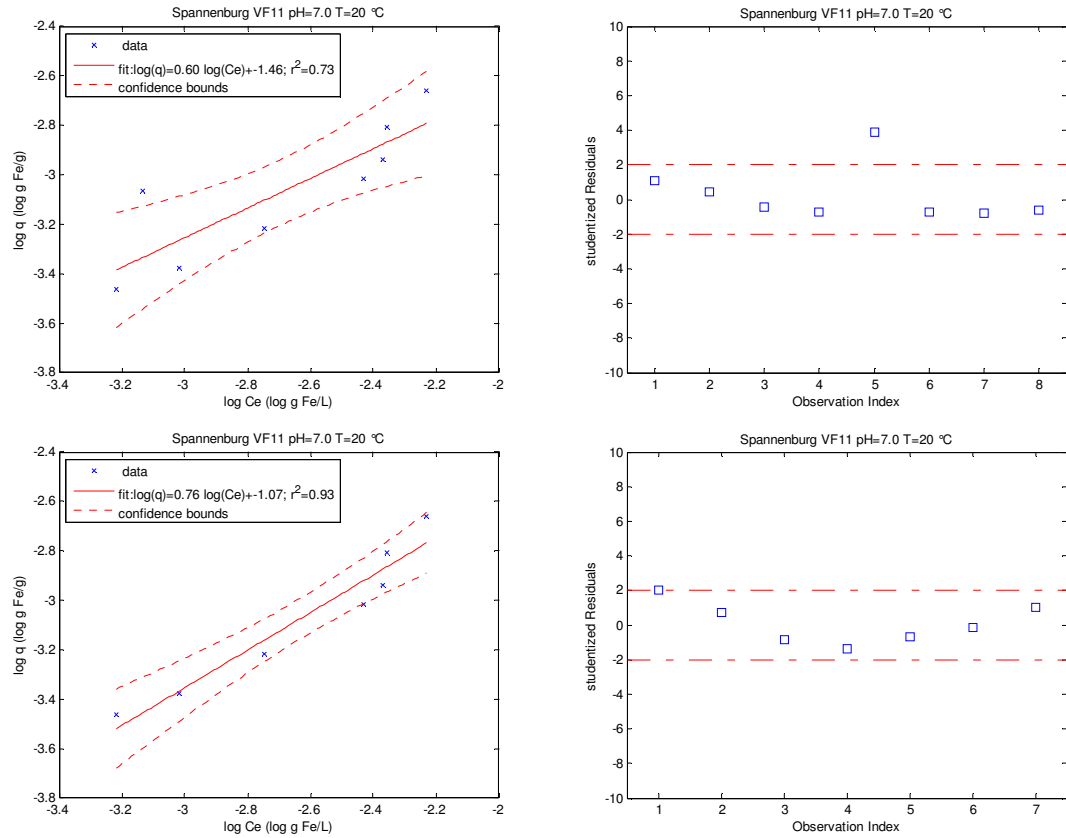 Spannenburg VF11 pH=7.0 T=20 °C
-2.4
-2.6
-2.8
-3
-3.2
-3.4
-3.6
-3.8
log q (log g Fe/g)
data
fit:log(q)=0.60 log(Ce)+-1.46; r²=0.73
confidence bounds
-3.4 -3.2 -3 -2.8 -2.6 -2.4 -2.2 -2
log Ce (log g Fe/L)
Spannenburg VF11 pH=7.0 T=20 °C
10
8
6
4
2
0
-2
-4
-6
-8
-10
studentized Residuals
1 2 3 4 5 6 7 8
Observation Index
Spannenburg VF11 pH=7.0 T=20 °C
-2.4
-2.6
-2.8
-3
-3.2
-3.4
-3.6
-3.8
log q (log g Fe/g)
data
fit:log(q)=0.76 log(Ce)+-1.07; r²=0.93
confidence bounds
-3.4 -3.2 -3 -2.8 -2.6 -2.4 -2.2 -2
log Ce (log g Fe/L)
Spannenburg VF11 pH=7.0 T=20 °C
10
8
6
4
2
0
-2
-4
-6
-8
-10
studentized Residuals
1 2 3 4 5 6 7
Observation Index